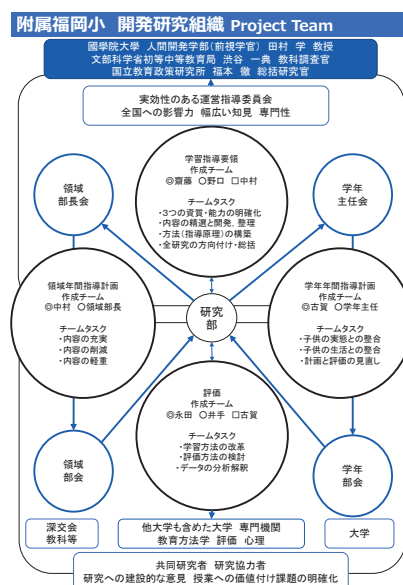 附属福岡小 開発研究組織 Project Team
國學院大學 人間開発学部(前視学官) 田村 学 教授
文部科学省初等中等教育局 渋谷 一典 教科調査官
国立教育政策研究所 福本 徹 総括研究官
実効性のある運営指導委員会
全国への影響力 幅広い知見 専門性
領域
部長会
学習指導要領
作成チーム
◎齋藤 ○野口 □中村
チームタスク
・3つの資質・能力の明確化
・内容の精選と開発、整理
・方法(指導原理)の構築
・全研究の方向付け・総括
学年
主任会
領域年間指導計画
作成チーム
◎中村 ○領域部長
チームタスク
・内容の充実
・内容の削減
・内容の軽重
研究
部
学年年間指導計画
作成チーム
◎古賀 ○学年主任
チームタスク
・子供の実態との整合
・子供の生活との整合
・計画と評価の見直し
評価
作成チーム
◎永田 ○井手 □古賀
チームタスク
・学習方法の改革
・評価方法の検討
・データの分析解釈
領域
部会
学年
部会
深交会
教科等
他大学も含めた大学 専門機関
教育方法学 評価 心理
大学
共同研究者 研究協力者
研究への建設的な意見 授業への価値付け課題の明確化